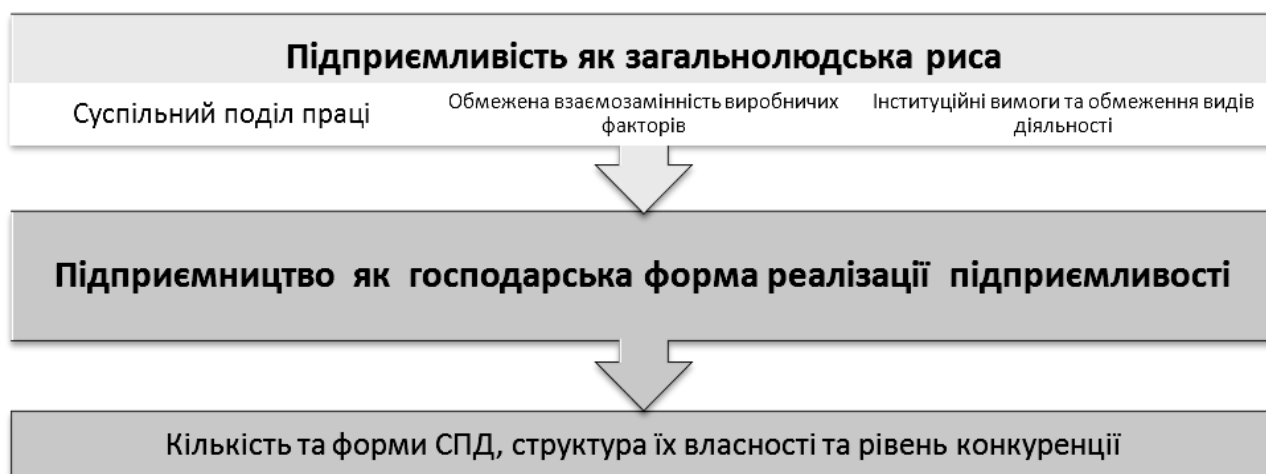 Підприємливість як загальнолюдська риса
Суспільний поділ праці
Обмежена взаємозамінність виробничих
факторів
Інституційні вимоги та обмеження видів
діяльності
Підприємництво як господарська форма реалізації підприємливості
Кількість та форми СПД, структура їх власності та рівень конкуренції